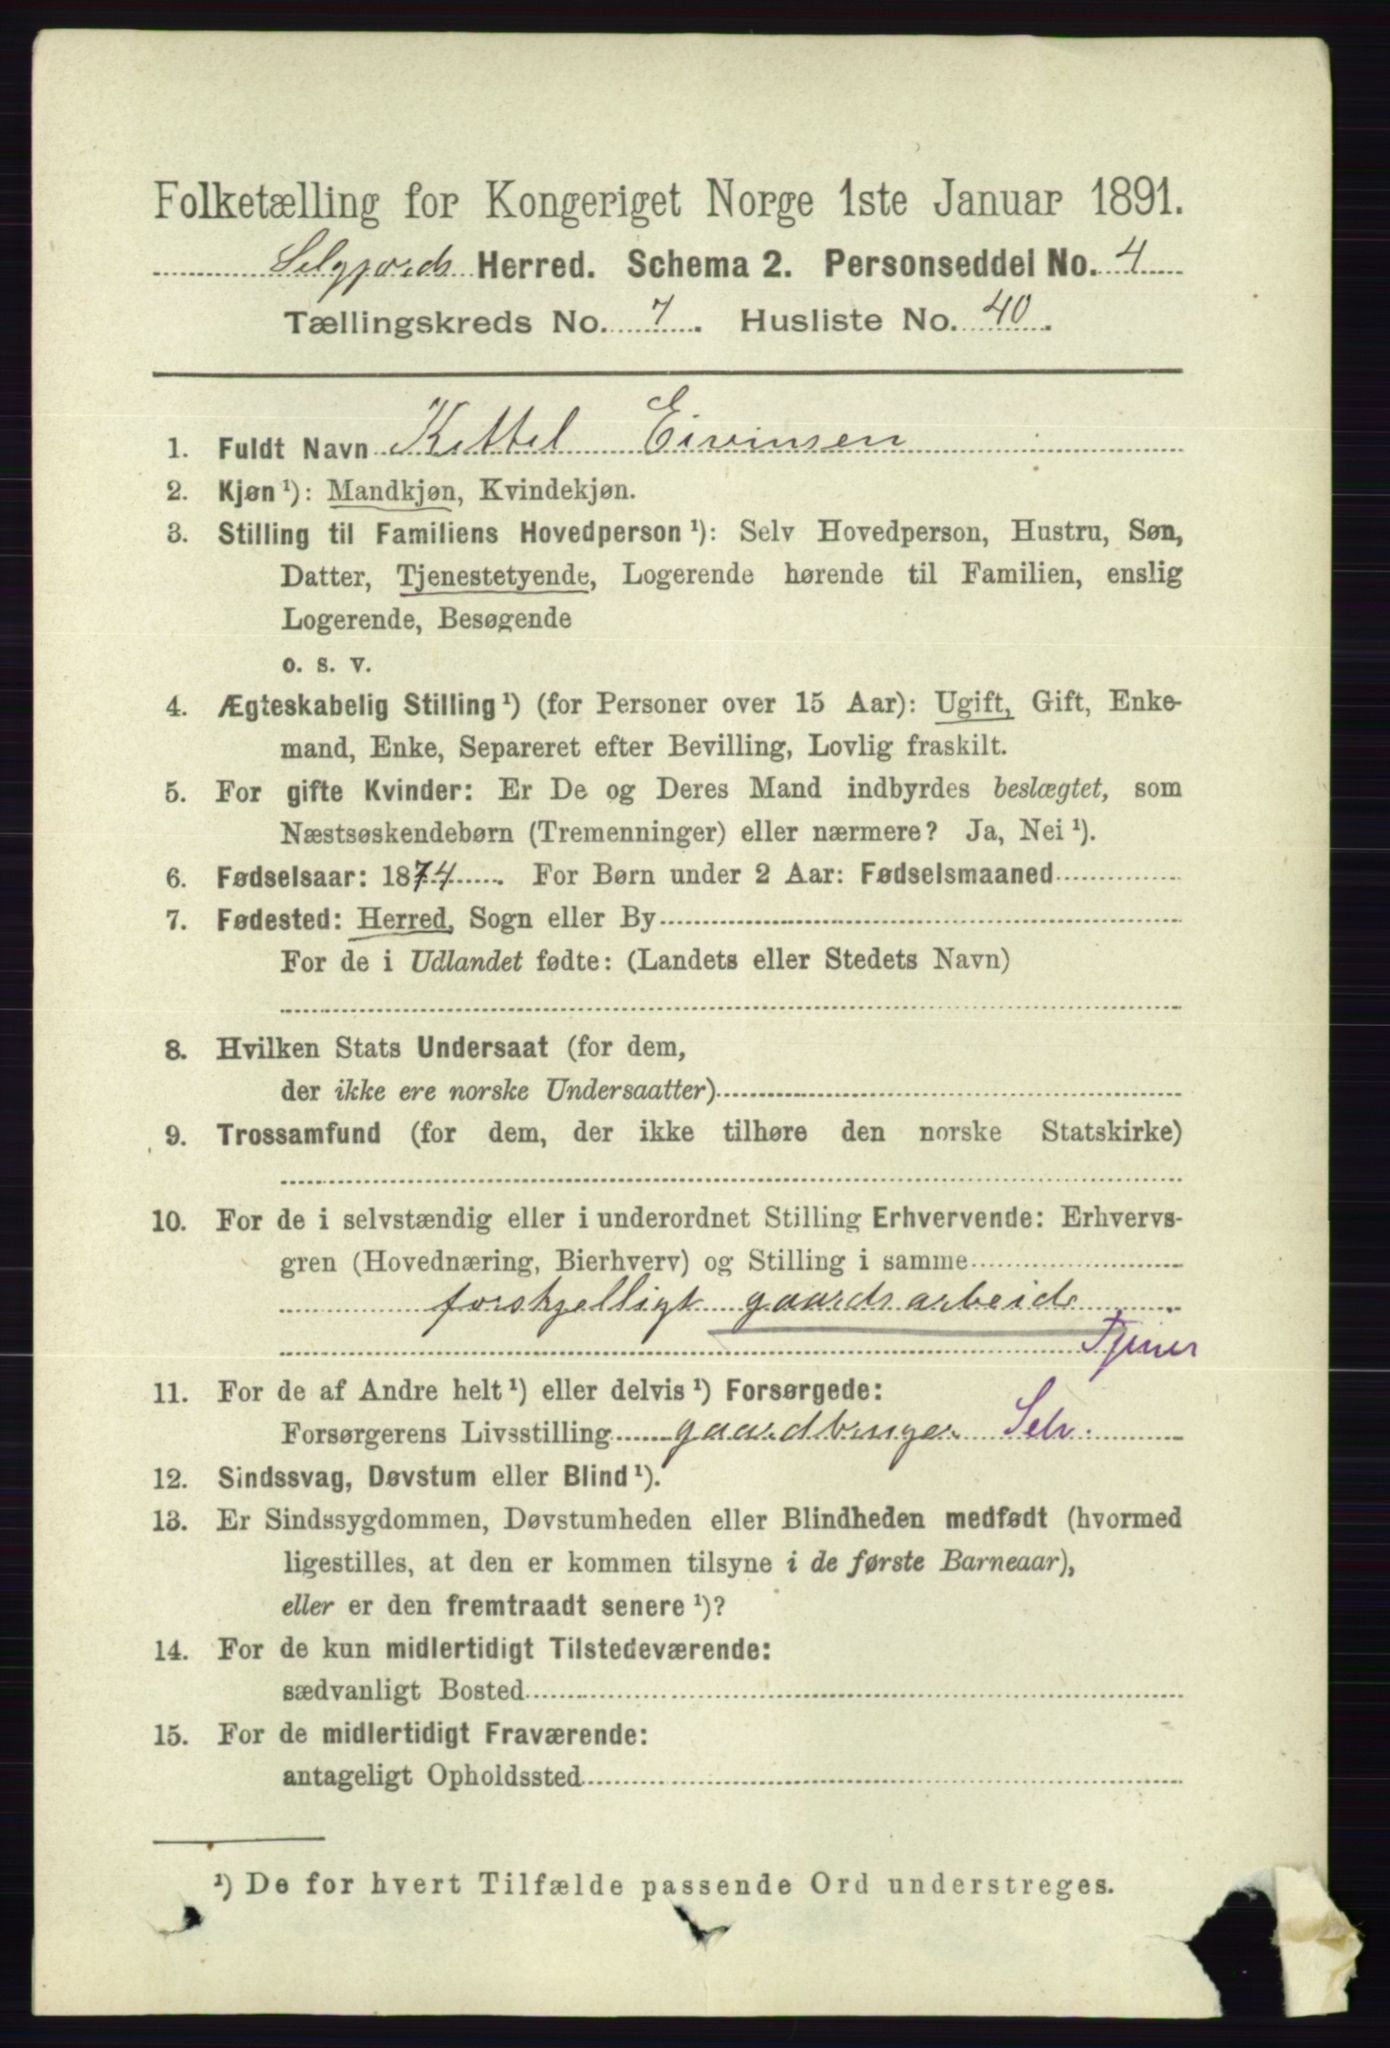 Folketælling for Kongeriget Norge 1ste Januar 1891.
Selgjords Herred. Schema 2. Personseddel No. 4
Tællingskreds No. 7. Husliste No. 40.
1. Fuldt Navn Kittel Eivinsen
2. Kjøn ¹): Mandkjøn, Kvindekjøn.
3. Stilling til Familiens Hovedperson ¹): Selv Hovedperson, Hustru, Søn,
Datter, Tjenestetyende, Logerende hørende til Familien, enslig
Logerende, Besøgende
o. s. v.
4. Ægteskabelig Stilling ¹) (for Personer over 15 Aar): Ugift, Gift, Enke-
mand, Enke, Separeret efter Bevilling, Lovlig fraskilt.
5. For gifte Kvinder: Er De og Deres Mand indbyrdes beslægtet, som
Næstsøskendebørn (Tremenninger) eller nærmere? Ja, Nei ¹).
6. Fødselsaar: 1874. For Børn under 2 Aar: Fødselsmaaned
7. Fødested: Herred, Sogn eller By
For de i Udlandet fødte: (Landets eller Stedets Navn)
8. Hvilken Stats Undersaat (for dem,
der ikke ere norske Undersaatter)
9. Trossamfund (for dem, der ikke tilhøre den norske Statskirke)
10. For de i selvstændig eller i underordnet Stilling Erhvervende: Erhvervs-
gren (Hovednæring, Bierhverv) og Stilling i samme
forskjelligt gaardsarbeide
Tjener
11. For de af Andre helt ¹) eller delvis ¹) Forsørgede:
Forsørgerens Livsstilling gaardbruger Selv.
12. Sindssvag, Døvstum eller Blind ¹).
13. Er Sindssygdommen, Døvstumheden eller Blindheden medfødt (hvormed
ligestilles, at den er kommen tilsyne i de første Barneaar),
eller er den fremtraadt senere ¹)?
14. For de kun midlertidigt Tilstedeværende:
sædvanligt Bosted
15. For de midlertidigt Fraværende:
antageligt Opholdssted
¹) De for hvert Tilfælde passende Ord understreges.